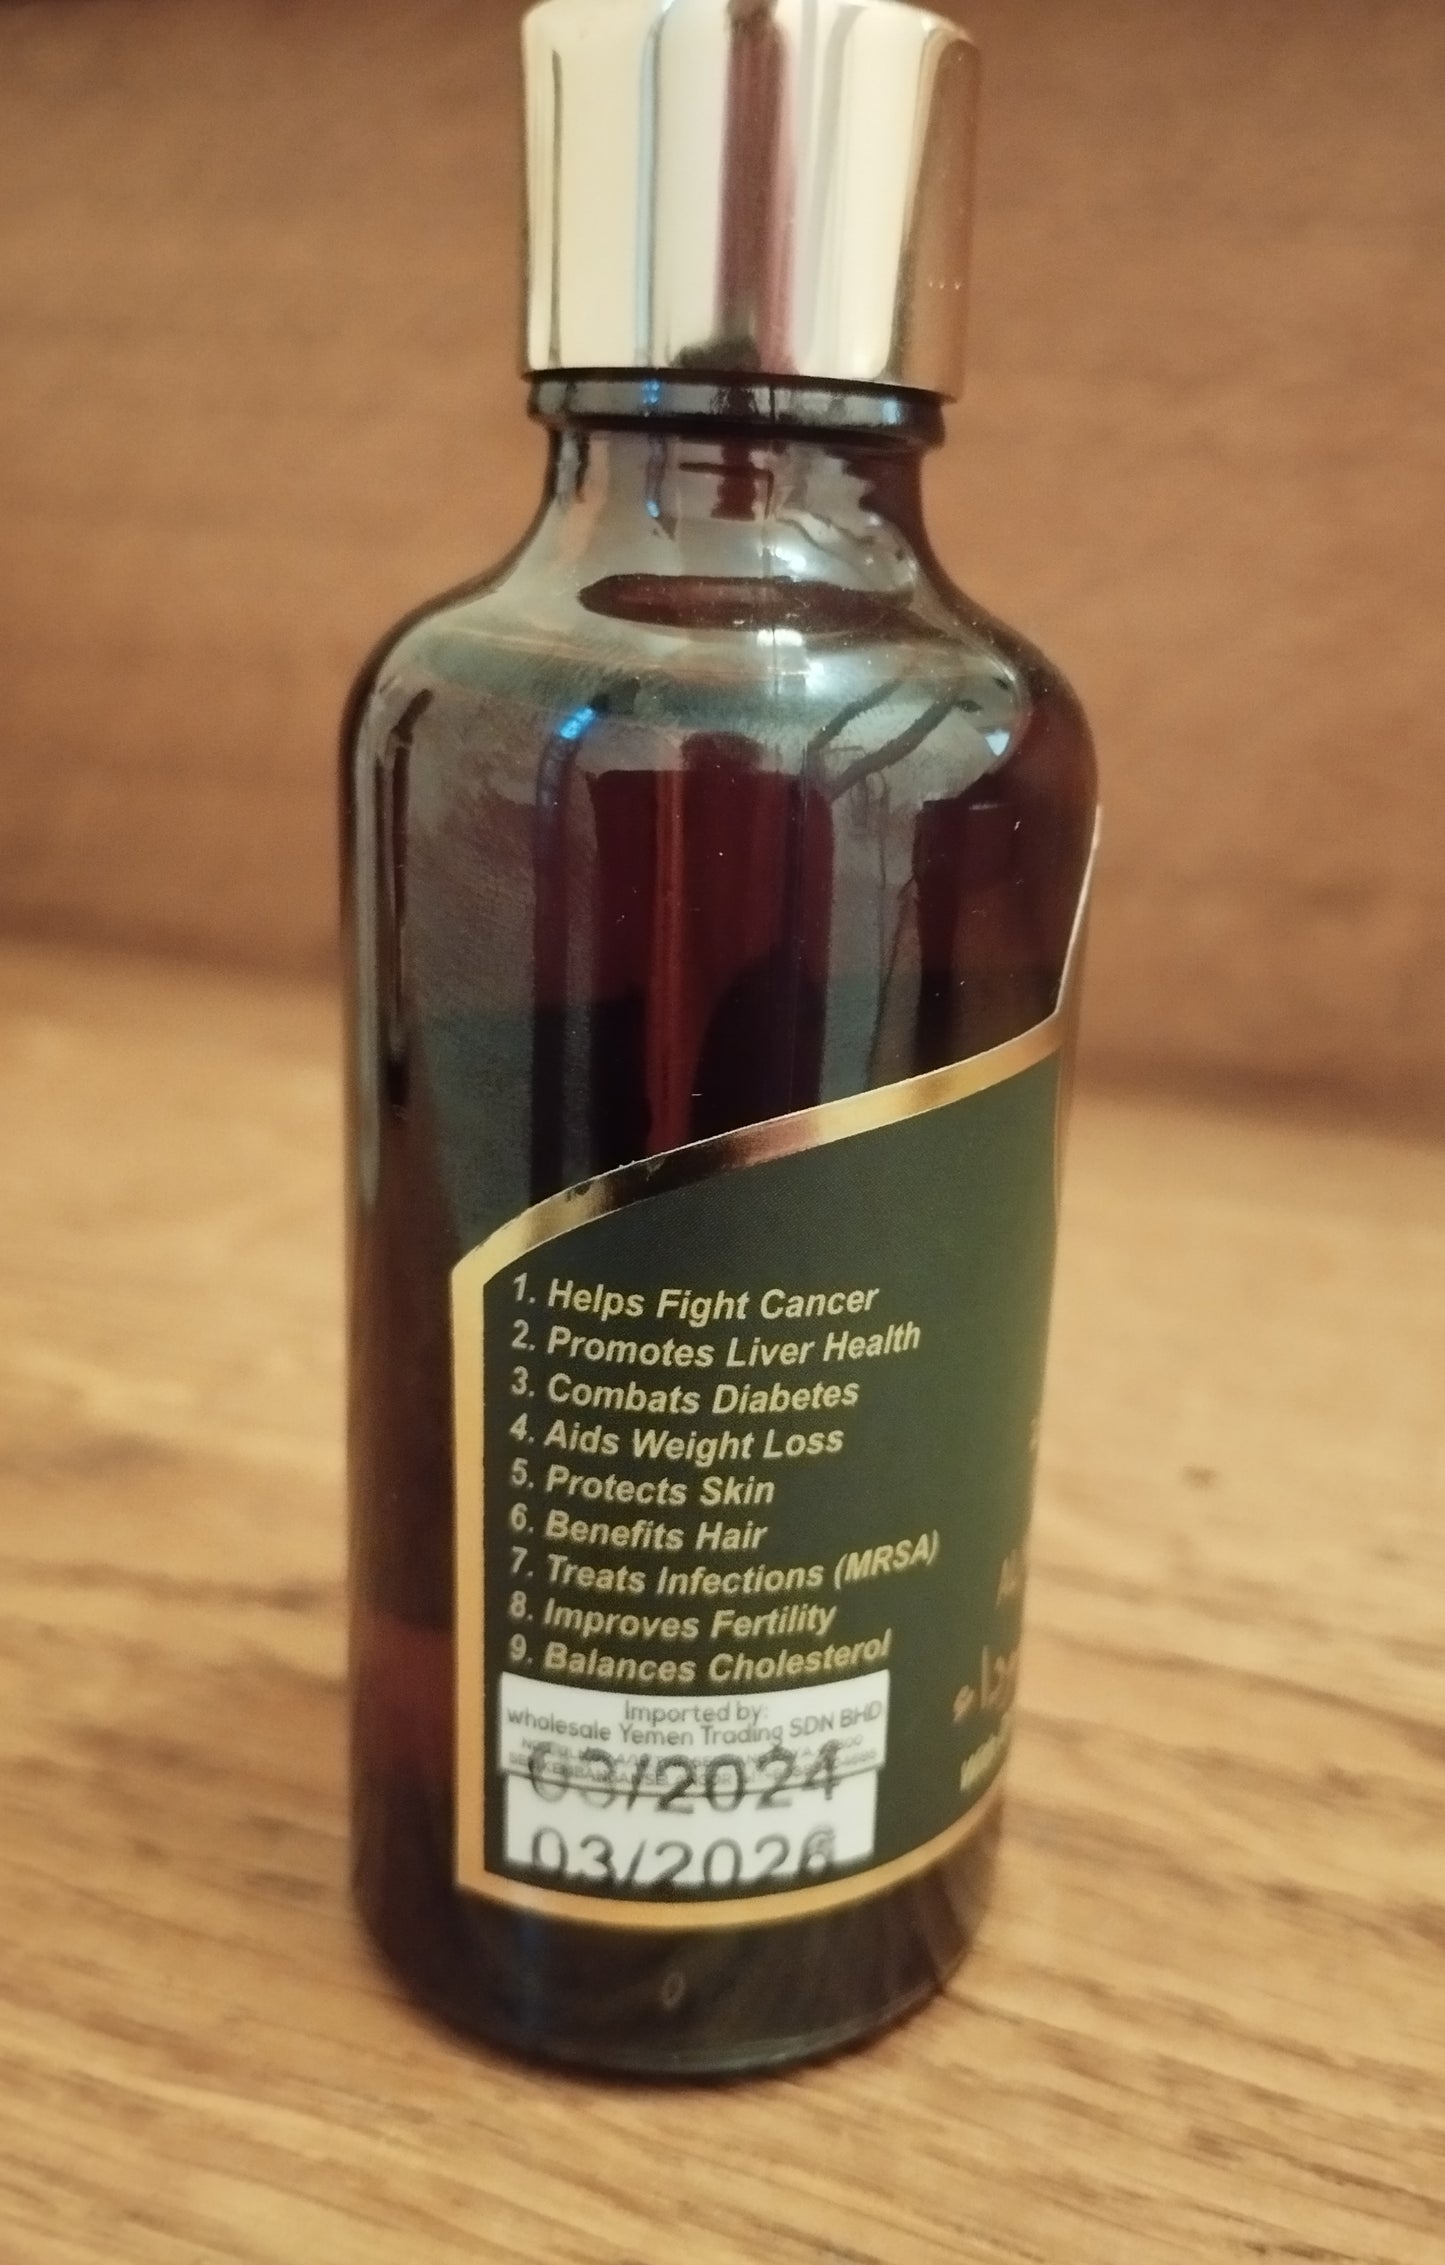 1. Helps Fight Cancer
2. Promotes Liver Health
3. Combats Diabetes
4. Aids Weight Loss
5. Protects Skin
6. Benefits Hair
7. Treats Infections (MRSA)
8. Improves Fertility
9. Balances Cholesterol
Imported by:
wholesale Yemen Trading SDN BHD
03/2024
03/2026